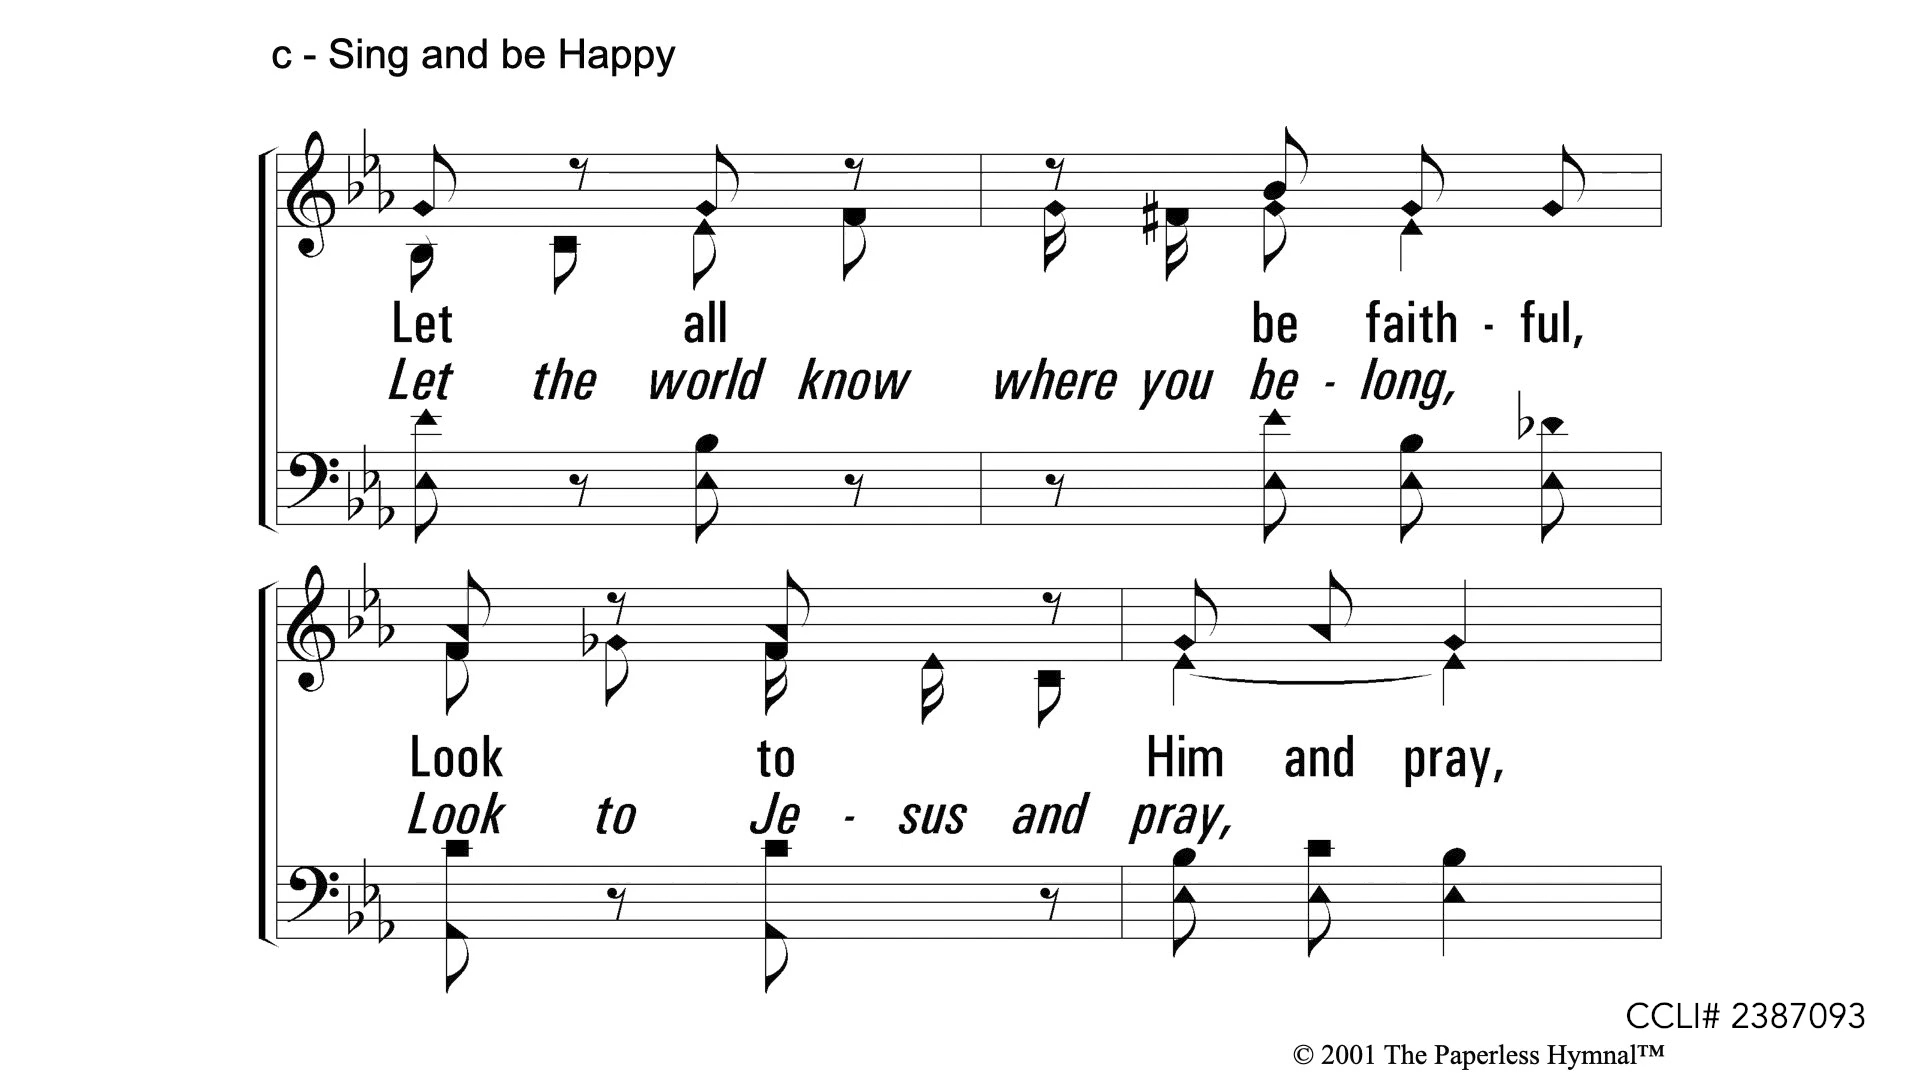 c - Sing and be Happy
Let all be faith - ful,
Let the world know where you be - long,
Look to Him and pray,
Look to Je - sus and pray,
CCLI# 2387093
© 2001 The Paperless Hymnal™